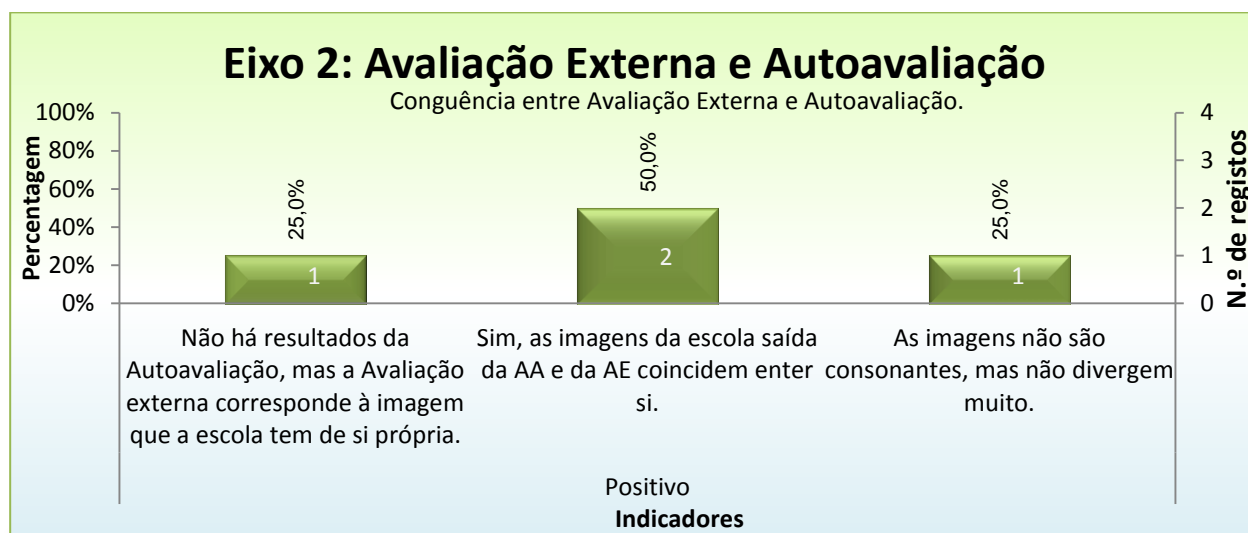 Eixo 2: Avaliação Externa e Autoavaliação
Conguência entre Avaliação Externa e Autoavaliação.
Percentagem
100%
80%
60%
40%
20%
0%
25,0%
50,0%
25,0%
1
2
1
4
3
2
1
0
N.º de registos
Não há resultados da
Autoavaliação, mas a Avaliação
externa corresponde à imagem
que a escola tem de si própria.
Sim, as imagens da escola saída
da AA e da AE coincidem enter
si.
As imagens não são
consonantes, mas não divergem
muito.
Positivo
Indicadores